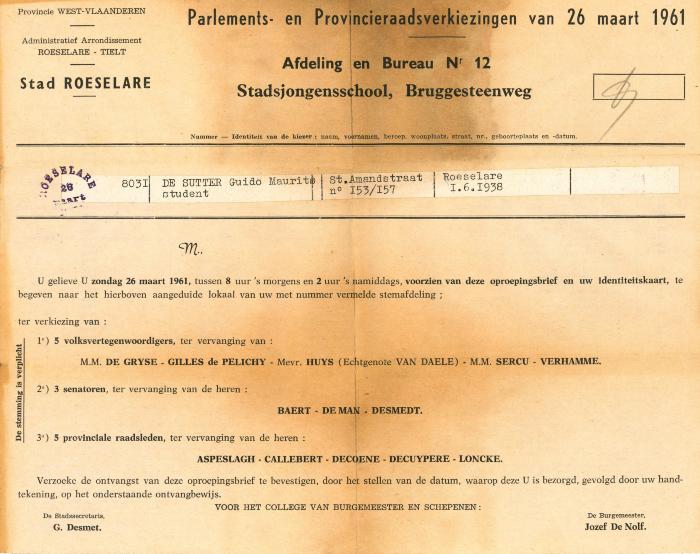 Provincie WEST-VLAANDEREN
Administratief Arrondissement
ROESELARE - TIELT
Stad ROESELARE
Parlements- en Provincieraadsverkiezingen van 26 maart 1961
Afdeling en Bureau Nr 12
Stadsjongensschool, Bruggesteenweg
Nummer — Identiteit van de kiezer : naam, voornamen, beroep, woonplaats, straat, nr., geboorteplaats en -datum.
ROESELARE
26
maart
803I DE SUTTER Guido Maurits St.Amandstraat Roeselare
student n° I53/I57 I.6.I938
M.,
U gelieve U zondag 26 maart 1961, tussen 8 uur 's morgens en 2 uur 's namiddags, voorzien van deze oproepingsbrief en uw identiteitskaart, te
begeven naar het hierboven aangeduide lokaal van uw met nummer vermelde stemafdeling ;
ter verkiezing van :
De stemming is verplicht
1°) 5 volksvertegenwoordigers, ter vervanging van :
M.M. DE GRYSE - GILLES de PELICHY - Mevr. HUYS (Echtgenote VAN DAELE) - M.M. SERCU - VERHAMME.
2°) 3 senatoren, ter vervanging van de heren :
BAERT - DE MAN - DESMEDT.
3°) 5 provinciale raadsleden, ter vervanging van de heren :
ASPESLAGH - CALLEBERT - DECOENE - DECUYPERE - LONCKE.
Verzoeke de ontvangst van deze oproepingsbrief te bevestigen, door het stellen van de datum, waarop deze U is bezorgd, gevolgd door uw hand-
tekening, op het onderstaande ontvangbewijs.
VOOR HET COLLEGE VAN BURGEMEESTER EN SCHEPENEN :
De Stadssecretaris,
G. Desmet.
De Burgemeester,
Jozef De Nolf.